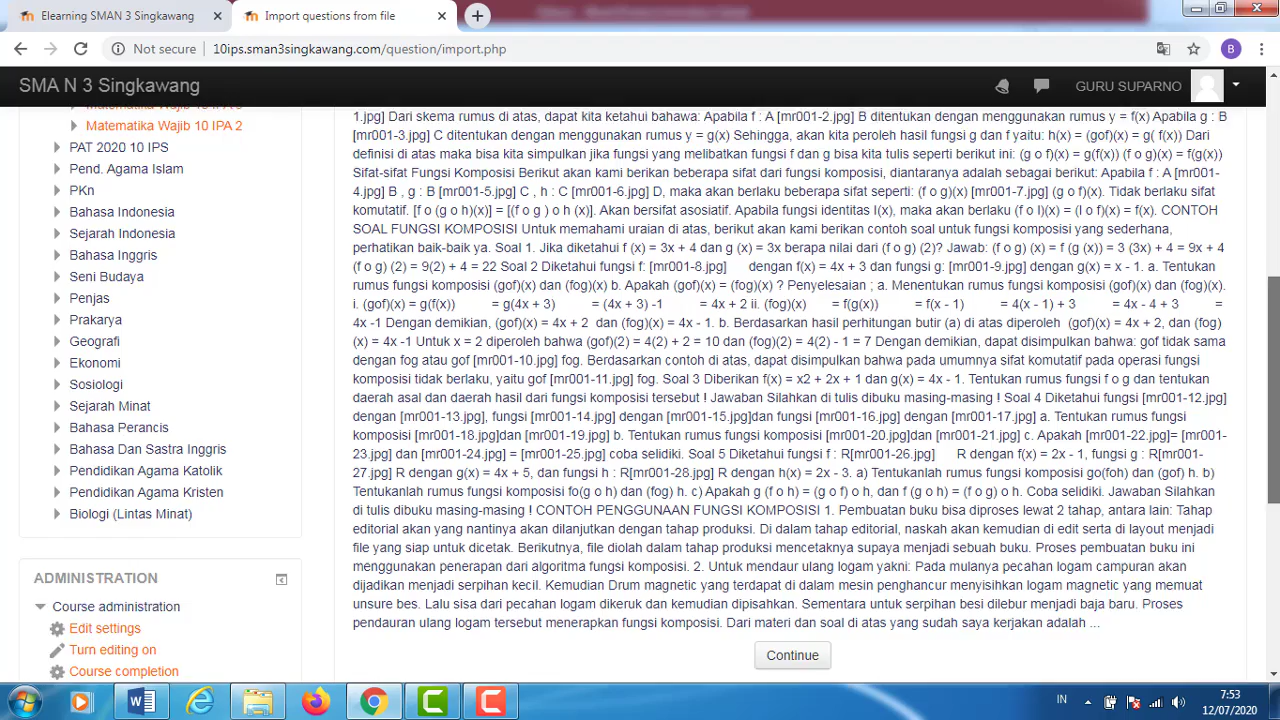 Elearning SMAN 3 Singkawang
Import questions from file
Not secure
10ips.sman3singkawang.com/question/import.php
B
SMA N 3 Singkawang
GURU SUPARNO
Matematika Wajib 10 IPA 2
PAT 2020 10 IPS
Pend. Agama Islam
PKn
Bahasa Indonesia
Sejarah Indonesia
Bahasa Inggris
Seni Budaya
Penjas
Prakarya
Geografi
Ekonomi
Sosiologi
Sejarah Minat
Bahasa Perancis
Bahasa Dan Sastra Inggris
Pendidikan Agama Katolik
Pendidikan Agama Kristen
Biologi (Lintas Minat)
ADMINISTRATION
Course administration
Edit settings
Turn editing on
Course completion
1.jpg] Dari skema rumus di atas, dapat kita ketahui bahawa: Apabila f : A [mr001-2.jpg] B ditentukan dengan menggunakan rumus y = f(x) Apabila g : B
[mr001-3.jpg] C ditentukan dengan menggunakan rumus y = g(x) Sehingga, akan kita peroleh hasil fungsi g dan f yaitu: h(x) = (gof)(x) = g( f(x)) Dari
definisi di atas maka bisa kita simpulkan jika fungsi yang melibatkan fungsi f dan g bisa kita tulis seperti berikut ini: (g o f)(x) = g(f(x)) (f o g)(x) = f(g(x))
Sifat-sifat Fungsi Komposisi Berikut akan kami berikan beberapa sifat dari fungsi komposisi, diantaranya adalah sebagai berikut: Apabila f : A [mr001-
4.jpg] B , g : B [mr001-5.jpg] C , h : C [mr001-6.jpg] D, maka akan berlaku beberapa sifat seperti: (f o g)(x) [mr001-7.jpg] (g o f)(x). Tidak berlaku sifat
komutatif. [f o (g o h)(x)] = [(f o g ) o h (x)]. Akan bersifat asosiatif. Apabila fungsi identitas I(x), maka akan berlaku (f o I)(x) = (I o f)(x) = f(x). CONTOH
SOAL FUNGSI KOMPOSISI Untuk memahami uraian di atas, berikut akan kami berikan contoh soal untuk fungsi komposisi yang sederhana,
perhatikan baik-baik ya. Soal 1. Jika diketahui f (x) = 3x + 4 dan g (x) = 3x berapa nilai dari (f o g) (2)? Jawab: (f o g) (x) = f (g (x)) = 3 (3x) + 4 = 9x + 4
(f o g) (2) = 9(2) + 4 = 22 Soal 2 Diketahui fungsi f: [mr001-8.jpg] dengan f(x) = 4x + 3 dan fungsi g: [mr001-9.jpg] dengan g(x) = x - 1. a. Tentukan
rumus fungsi komposisi (gof)(x) dan (fog)(x) b. Apakah (gof)(x) = (fog)(x) ? Penyelesaian ; a. Menentukan rumus fungsi komposisi (gof)(x) dan (fog)(x).
i. (gof)(x) = g(f(x)) = g(4x + 3) = (4x + 3) -1 = 4x + 2 ii. (fog)(x) = f(g(x)) = f(x - 1) = 4(x - 1) + 3 = 4x - 4 + 3 =
4x -1 Dengan demikian, (gof)(x) = 4x + 2 dan (fog)(x) = 4x - 1. b. Berdasarkan hasil perhitungan butir (a) di atas diperoleh (gof)(x) = 4x + 2, dan (fog)
(x) = 4x -1 Untuk x = 2 diperoleh bahwa (gof)(2) = 4(2) + 2 = 10 dan (fog)(2) = 4(2) - 1 = 7 Dengan demikian, dapat disimpulkan bahwa: gof tidak sama
dengan fog atau gof [mr001-10.jpg] fog. Berdasarkan contoh di atas, dapat disimpulkan bahwa pada umumnya sifat komutatif pada operasi fungsi
komposisi tidak berlaku, yaitu gof [mr001-11.jpg] fog. Soal 3 Diberikan f(x) = x2 + 2x + 1 dan g(x) = 4x - 1. Tentukan rumus fungsi f o g dan tentukan
daerah asal dan daerah hasil dari fungsi komposisi tersebut ! Jawaban Silahkan di tulis dibuku masing-masing ! Soal 4 Diketahui fungsi [mr001-12.jpg]
dengan [mr001-13.jpg], fungsi [mr001-14.jpg] dengan [mr001-15.jpg]dan fungsi [mr001-16.jpg] dengan [mr001-17.jpg] a. Tentukan rumus fungsi
komposisi [mr001-18.jpg]dan [mr001-19.jpg] b. Tentukan rumus fungsi komposisi [mr001-20.jpg]dan [mr001-21.jpg] c. Apakah [mr001-22.jpg]= [mr001-
23.jpg] dan [mr001-24.jpg] = [mr001-25.jpg] coba selidiki. Soal 5 Diketahui fungsi f : R[mr001-26.jpg] R dengan f(x) = 2x - 1, fungsi g : R[mr001-
27.jpg] R dengan g(x) = 4x + 5, dan fungsi h : R[mr001-28.jpg] R dengan h(x) = 2x - 3. a) Tentukanlah rumus fungsi komposisi go(foh) dan (gof) h. b)
Tentukanlah rumus fungsi komposisi fo(g o h) dan (fog) h. c) Apakah g (f o h) = (g o f) o h, dan f (g o h) = (f o g) o h. Coba selidiki. Jawaban Silahkan
di tulis dibuku masing-masing ! CONTOH PENGGUNAAN FUNGSI KOMPOSISI 1. Pembuatan buku bisa diproses lewat 2 tahap, antara lain: Tahap
editorial akan yang nantinya akan dilanjutkan dengan tahap produksi. Di dalam tahap editorial, naskah akan kemudian di edit serta di layout menjadi
file yang siap untuk dicetak. Berikutnya, file diolah dalam tahap produksi mencetaknya supaya menjadi sebuah buku. Proses pembuatan buku ini
menggunakan penerapan dari algoritma fungsi komposisi. 2. Untuk mendaur ulang logam yakni: Pada mulanya pecahan logam campuran akan
dijadikan menjadi serpihan kecil. Kemudian Drum magnetic yang terdapat di dalam mesin penghancur menyisihkan logam magnetic yang memuat
unsure bes. Lalu sisa dari pecahan logam dikeruk dan kemudian dipisahkan. Sementara untuk serpihan besi dilebur menjadi baja baru. Proses
pendauran ulang logam tersebut menerapkan fungsi komposisi. Dari materi dan soal di atas yang sudah saya kerjakan adalah ...
Continue
IN
7:53
12/07/2020